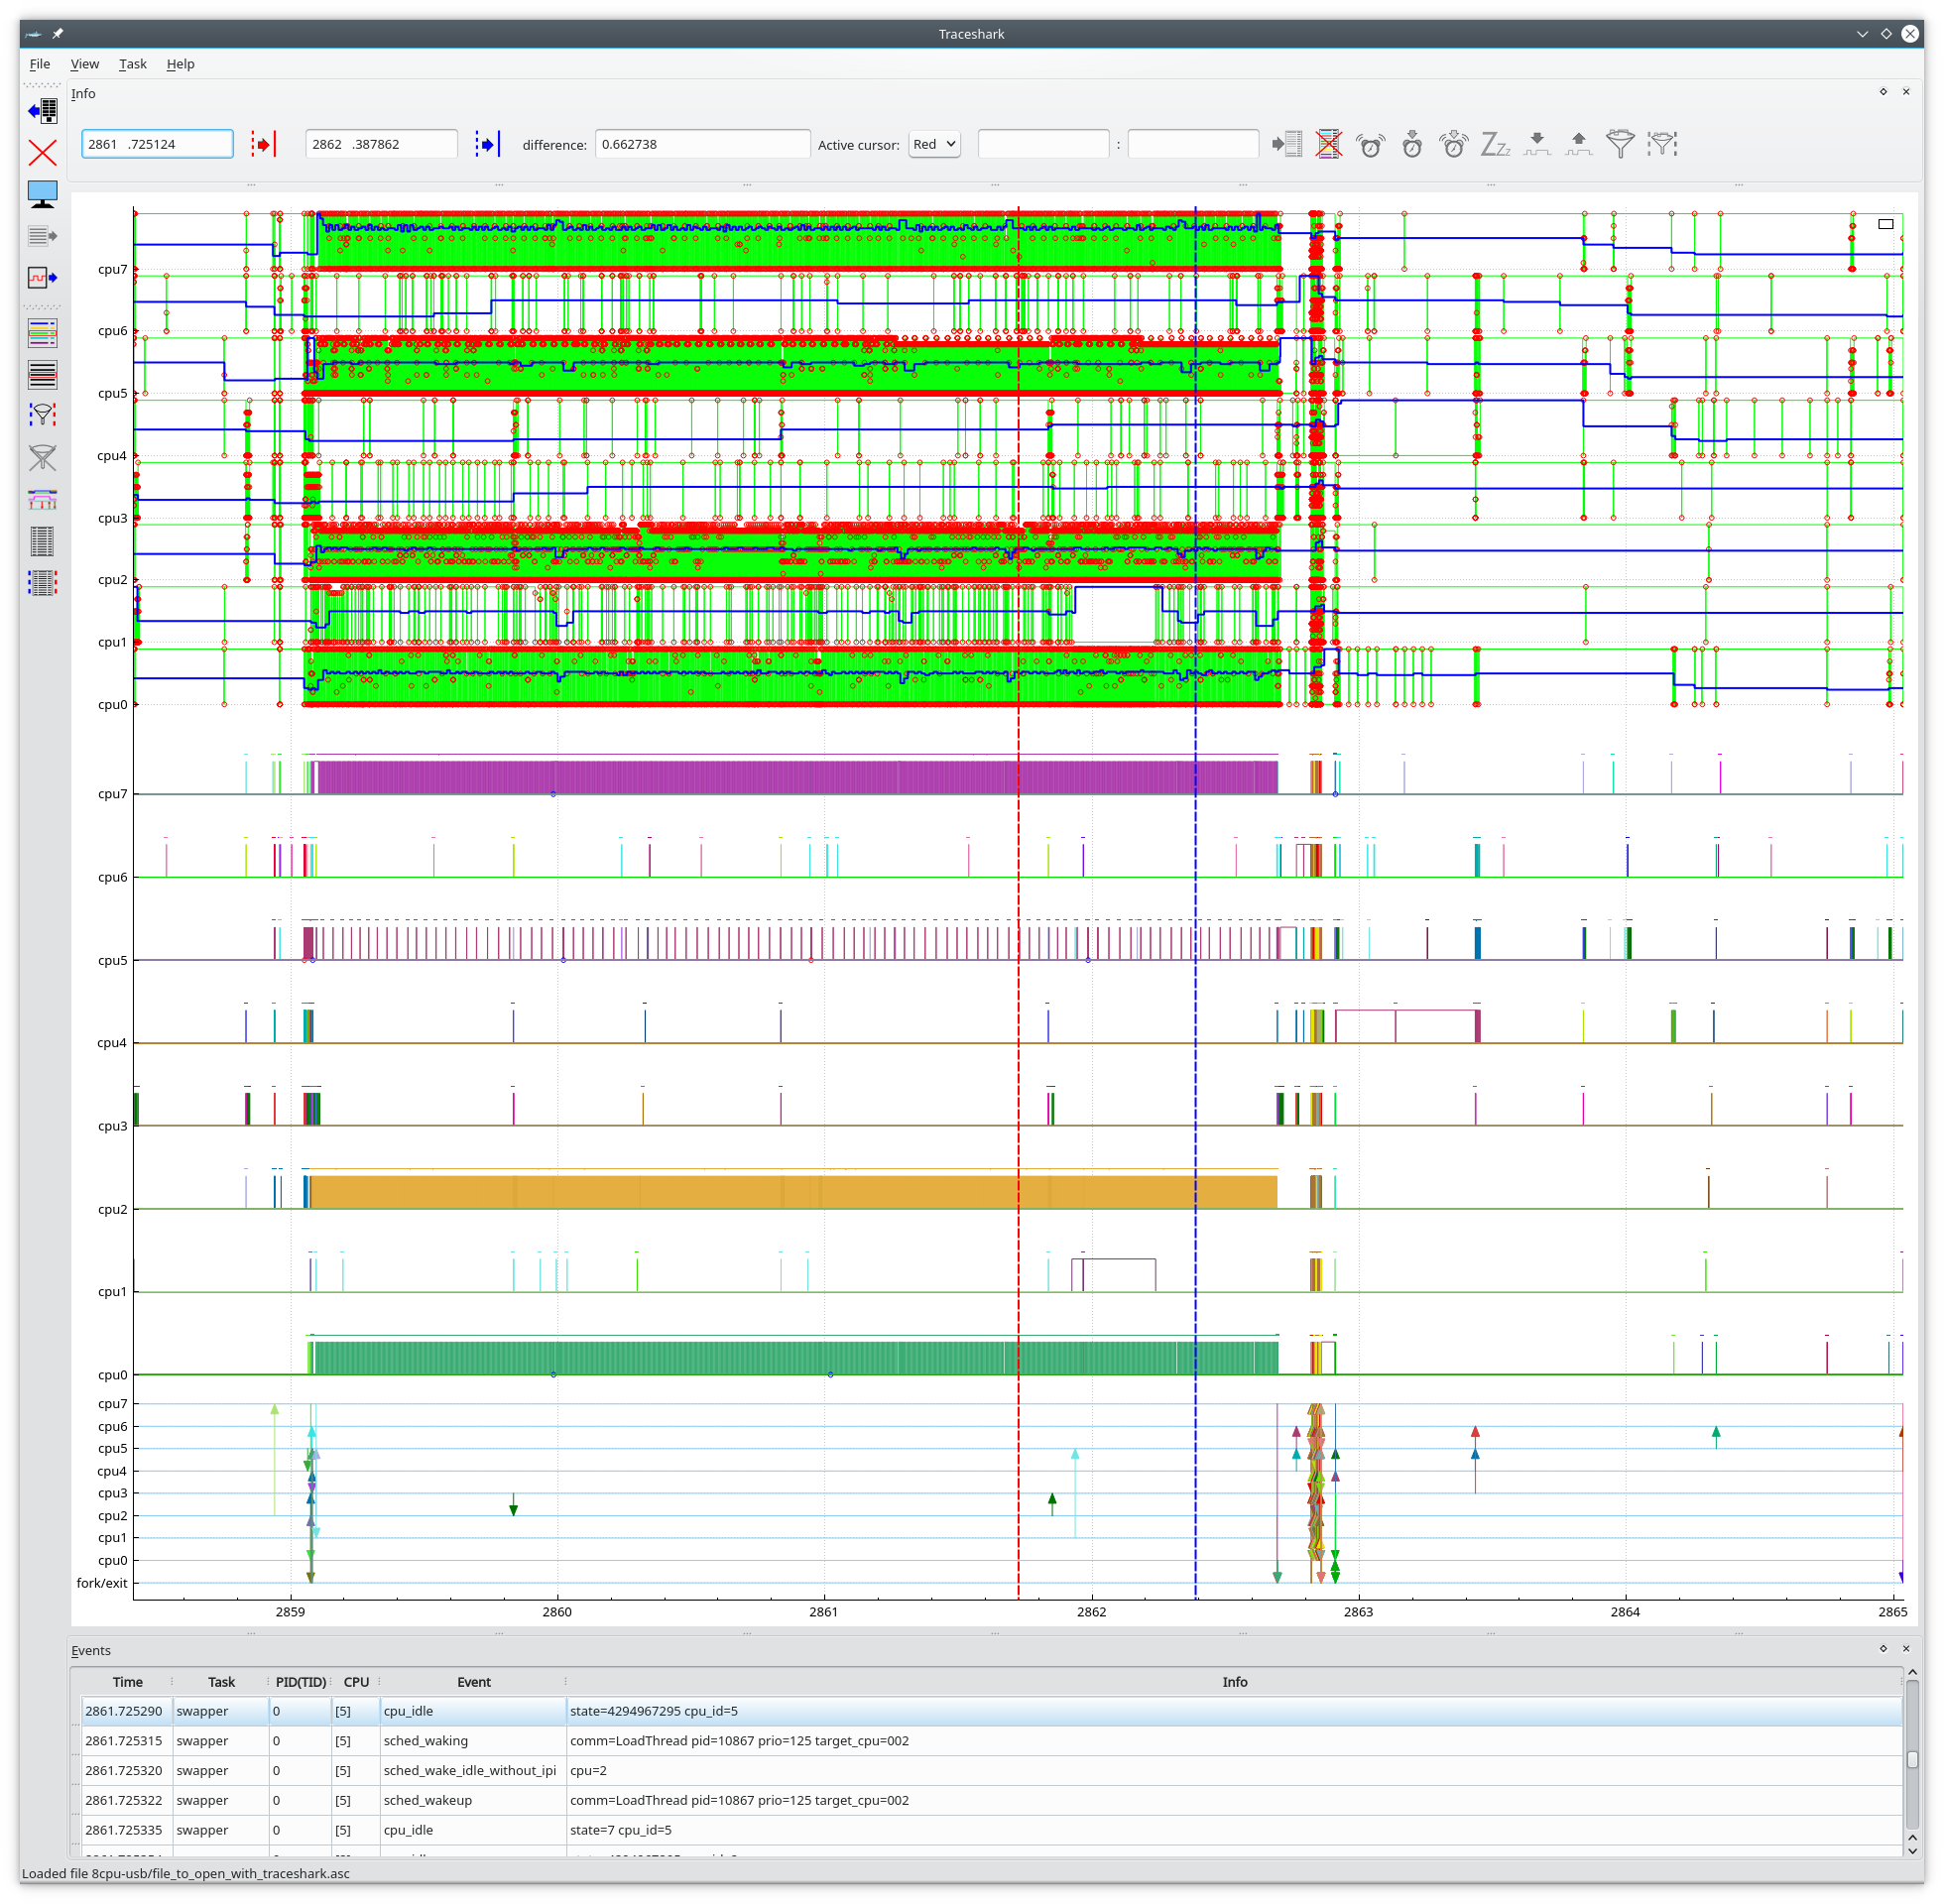 Traceshark
File View Task Help
Info
2861 .725124 2862 .387862 difference: 0.662738 Active cursor: Red :
cpu7
cpu6
cpu5
cpu4
cpu3
cpu2
cpu1
cpu0
cpu7
cpu6
cpu5
cpu4
cpu3
cpu2
cpu1
cpu0
cpu7
cpu6
cpu5
cpu4
cpu3
cpu2
cpu1
cpu0
fork/exit
2859 2860 2861 2862 2863 2864 2865
Events
Time Task PID(TID) CPU Event Info
2861.725290 swapper 0 [5] cpu_idle state=4294967295 cpu_id=5
2861.725315 swapper 0 [5] sched_waking comm=LoadThread pid=10867 prio=125 target_cpu=002
2861.725320 swapper 0 [5] sched_wake_idle_without_ipi cpu=2
2861.725322 swapper 0 [5] sched_wakeup comm=LoadThread pid=10867 prio=125 target_cpu=002
2861.725335 swapper 0 [5] cpu_idle state=7 cpu_id=5
Loaded file 8cpu-usb/file_to_open_with_traceshark.asc